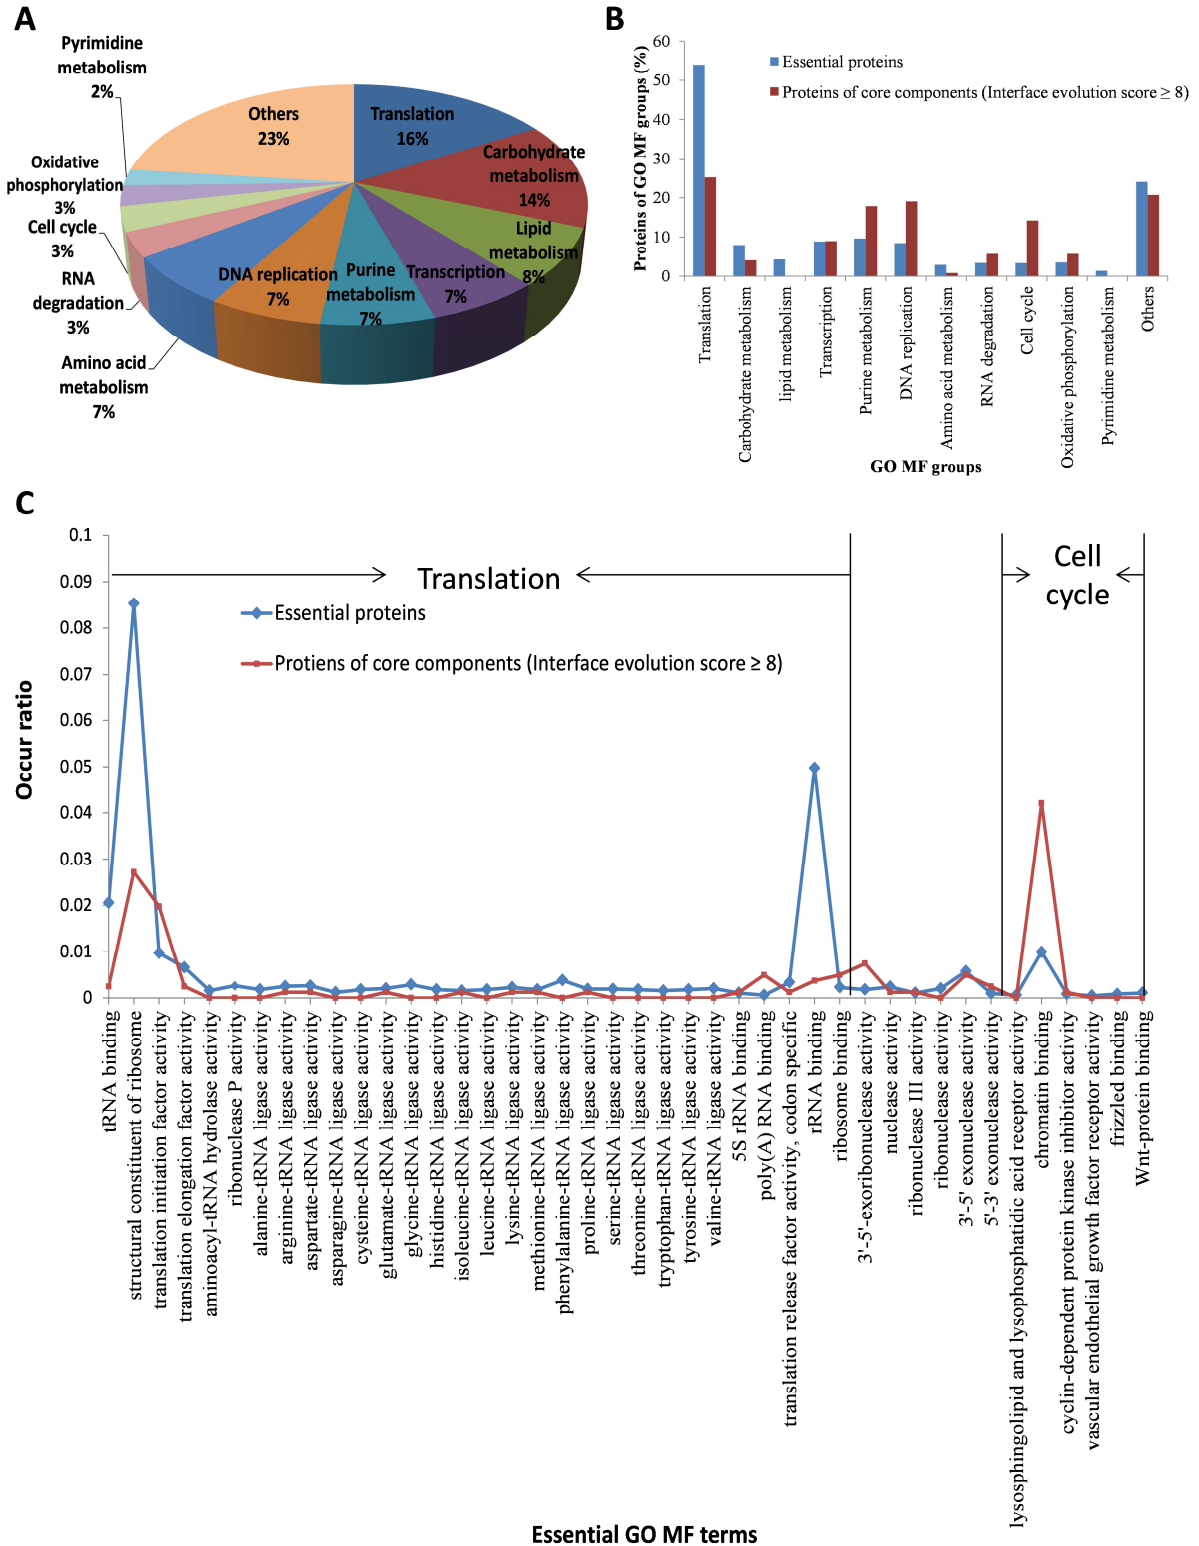 A
Pyrimidine
metabolism
2%
Others
23%
Translation
16%
Carbohydrate
metabolism
14%
Oxidative
phosphorylation
3%
Cell cycle
3%
Lipid
metabolism
8%
RNA
degradation
3%
DNA replication
7%
Purine
metabolism
7%
Transcription
7%
Amino acid
metabolism
7%
B
Proteins of GO MF groups (%)
60
50
40
30
20
10
0
Essential proteins
Proteins of core components (Interface evolution score ≥ 8)
Translation
Carbohydrate metabolism
lipid metabolism
Transcription
Purine metabolism
DNA replication
Amino acid metabolism
RNA degradation
Cell cycle
Oxidative phosphorylation
Pyrimidine metabolism
Others
GO MF groups
C
Occur ratio
0.1
0.09
0.08
0.07
0.06
0.05
0.04
0.03
0.02
0.01
0
Translation
Cell
cycle
Essential proteins
Protiens of core components (Interface evolution score ≥ 8)
tRNA binding
structural constituent of ribosome
translation initiation factor activity
translation elongation factor activity
aminoacyl-tRNA hydrolase activity
ribonuclease P activity
alanine-tRNA ligase activity
arginine-tRNA ligase activity
aspartate-tRNA ligase activity
asparagine-tRNA ligase activity
cysteine-tRNA ligase activity
glutamate-tRNA ligase activity
glycine-tRNA ligase activity
histidine-tRNA ligase activity
isoleucine-tRNA ligase activity
leucine-tRNA ligase activity
lysine-tRNA ligase activity
methionine-tRNA ligase activity
phenylalanine-tRNA ligase activity
proline-tRNA ligase activity
serine-tRNA ligase activity
threonine-tRNA ligase activity
tryptophan-tRNA ligase activity
tyrosine-tRNA ligase activity
valine-tRNA ligase activity
5S rRNA binding
poly(A) RNA binding
translation release factor activity, codon specific
rRNA binding
ribosome binding
3'-5'-exoribonuclease activity
nuclease activity
ribonuclease III activity
ribonuclease activity
3'-5' exonuclease activity
5'-3' exonuclease activity
lysosphingolipid and lysophosphatidic acid receptor activity
chromatin binding
cyclin-dependent protein kinase inhibitor activity
vascular endothelial growth factor receptor activity
frizzled binding
Wnt-protein binding
Essential GO MF terms